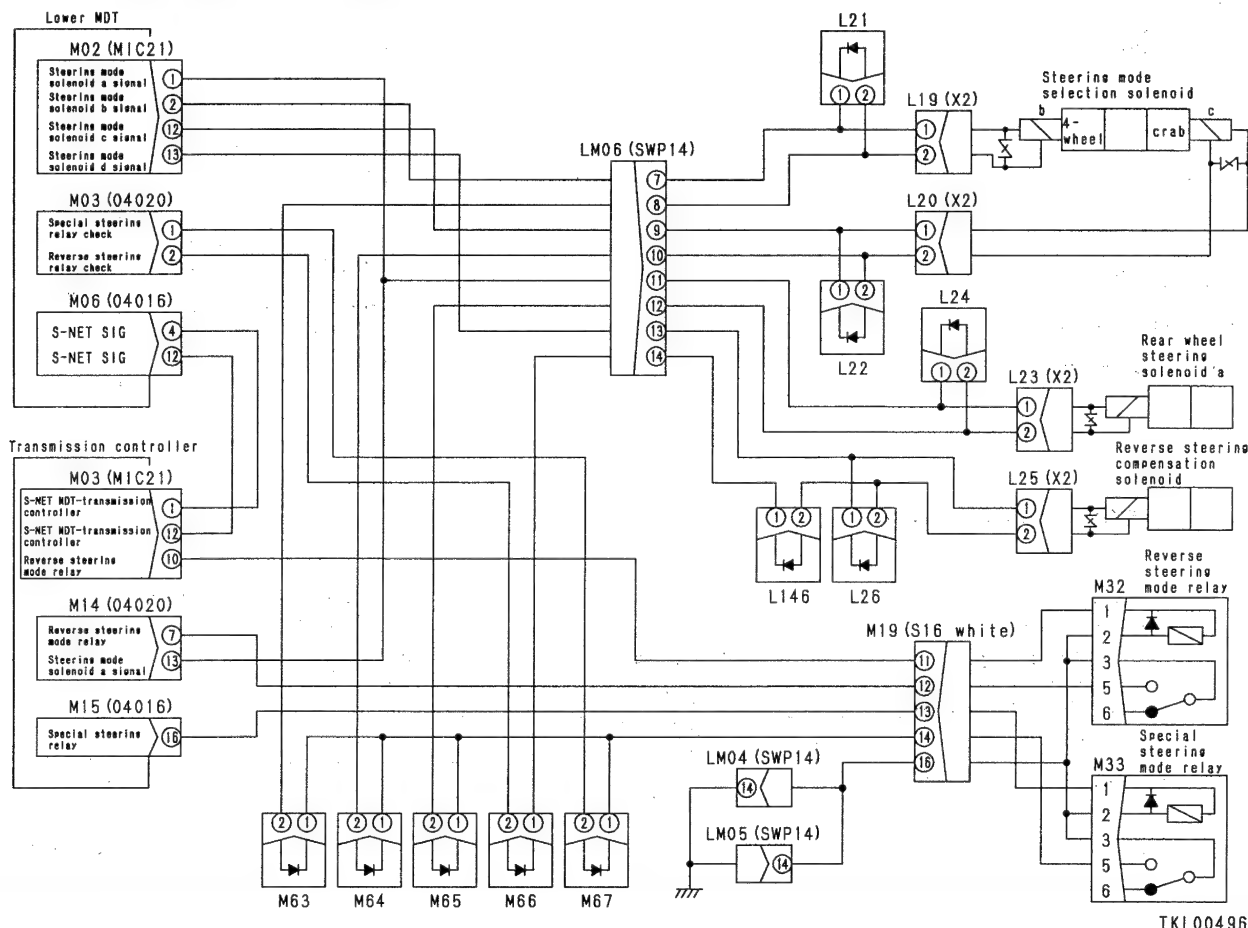 Lower MDT
M02 (MIC21)
Steering mode
solenoid a signal
1
Steering mode
solenoid b signal
2
Steering mode
solenoid c signal
12
Steering mode
solenoid d signal
13
M03 (04020)
Special steering
relay check
1
Reverse steering
relay check
2
M06 (04016)
S-NET SIG
4
S-NET SIG
12
Transmission controller
M03 (MIC21)
S-NET MDT-transmission
controller
1
S-NET MDT-transmission
controller
12
Reverse steering
mode relay
10
M14 (04020)
Reverse steering
mode relay
7
Steering mode
solenoid a signal
13
M15 (04016)
Special steering
relay
16
2 1
M63
2 1
M64
2 1
M65
2 1
M66
2 1
M67
LM06 (SWP14)
7
8
9
10
11
12
13
14
L21
1 2
L19 (X2)
1
2
Steering mode
selection solenoid
b
4-
wheel
crab
c
L20 (X2)
1
2
1 2
L22
L24
1 2
L23 (X2)
1
2
Rear wheel
steering
solenoid a
L25 (X2)
1
2
Reverse steering
compensation
solenoid
1 2
L146
1 2
L26
M19 (S16 white)
11
12
13
14
16
LM04 (SWP14)
14
LM05 (SWP14)
14
Reverse
steering
mode relay
M32
1
2
3
5
6
Special
steering
mode relay
M33
1
2
3
5
6
TKL00496